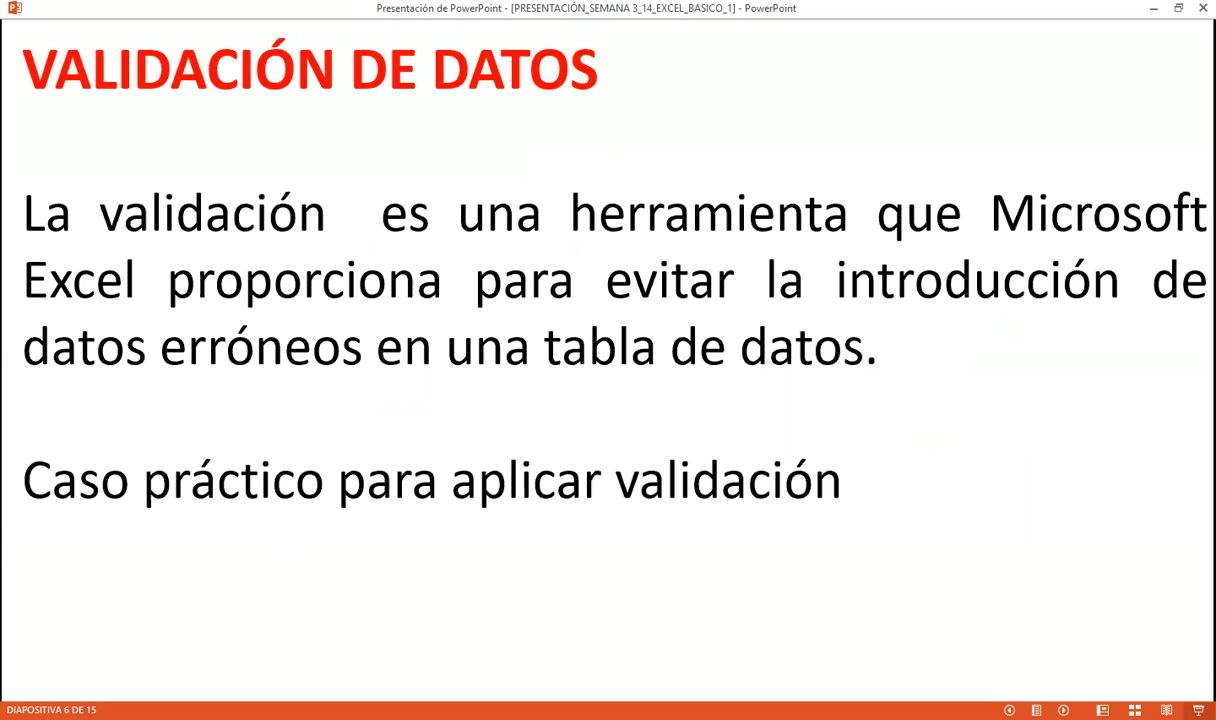 Presentación de PowerPoint - [PRESENTACIÓN_SEMANA 3_14_EXCEL_BASICO_1] - PowerPoint
VALIDACIÓN DE DATOS
La validación es una herramienta que Microsoft
Excel proporciona para evitar la introducción de
datos erróneos en una tabla de datos.
Caso práctico para aplicar validación
DIAPOSITIVA 6 DE 15